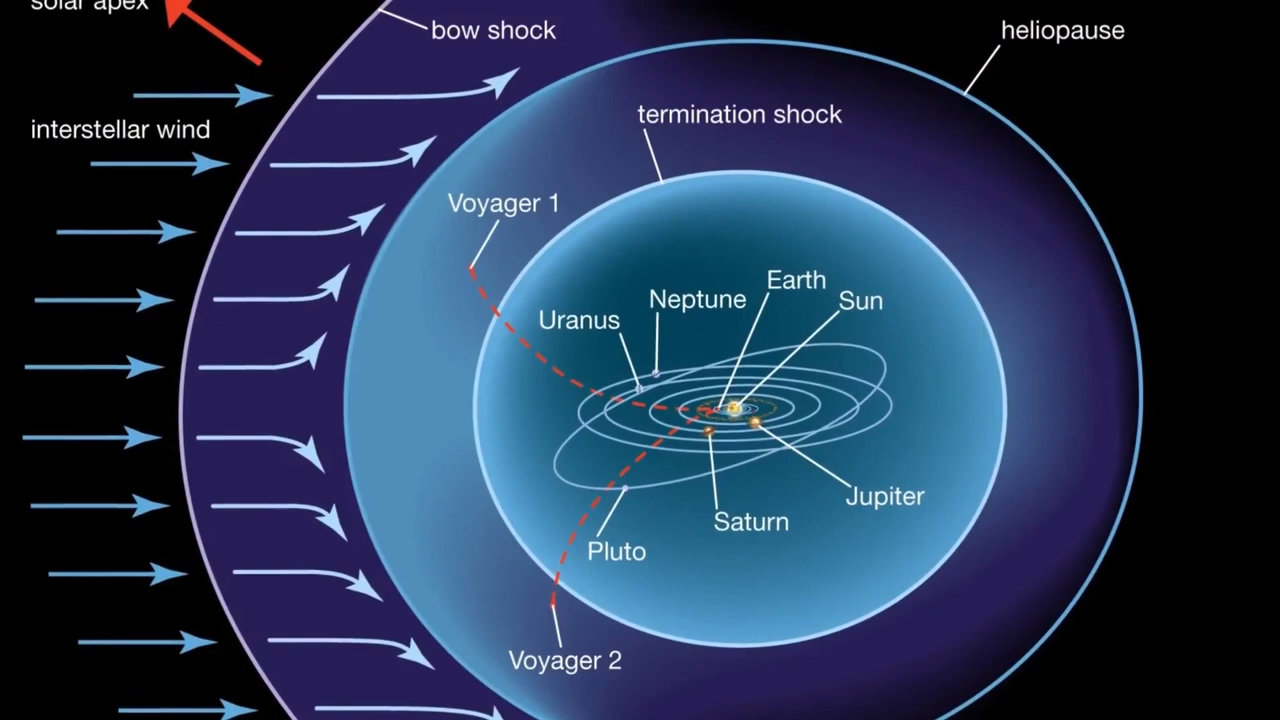 solar apex
bow shock
heliopause
termination shock
interstellar wind
Voyager 1
Earth
Neptune
Sun
Uranus
Jupiter
Saturn
Pluto
Voyager 2